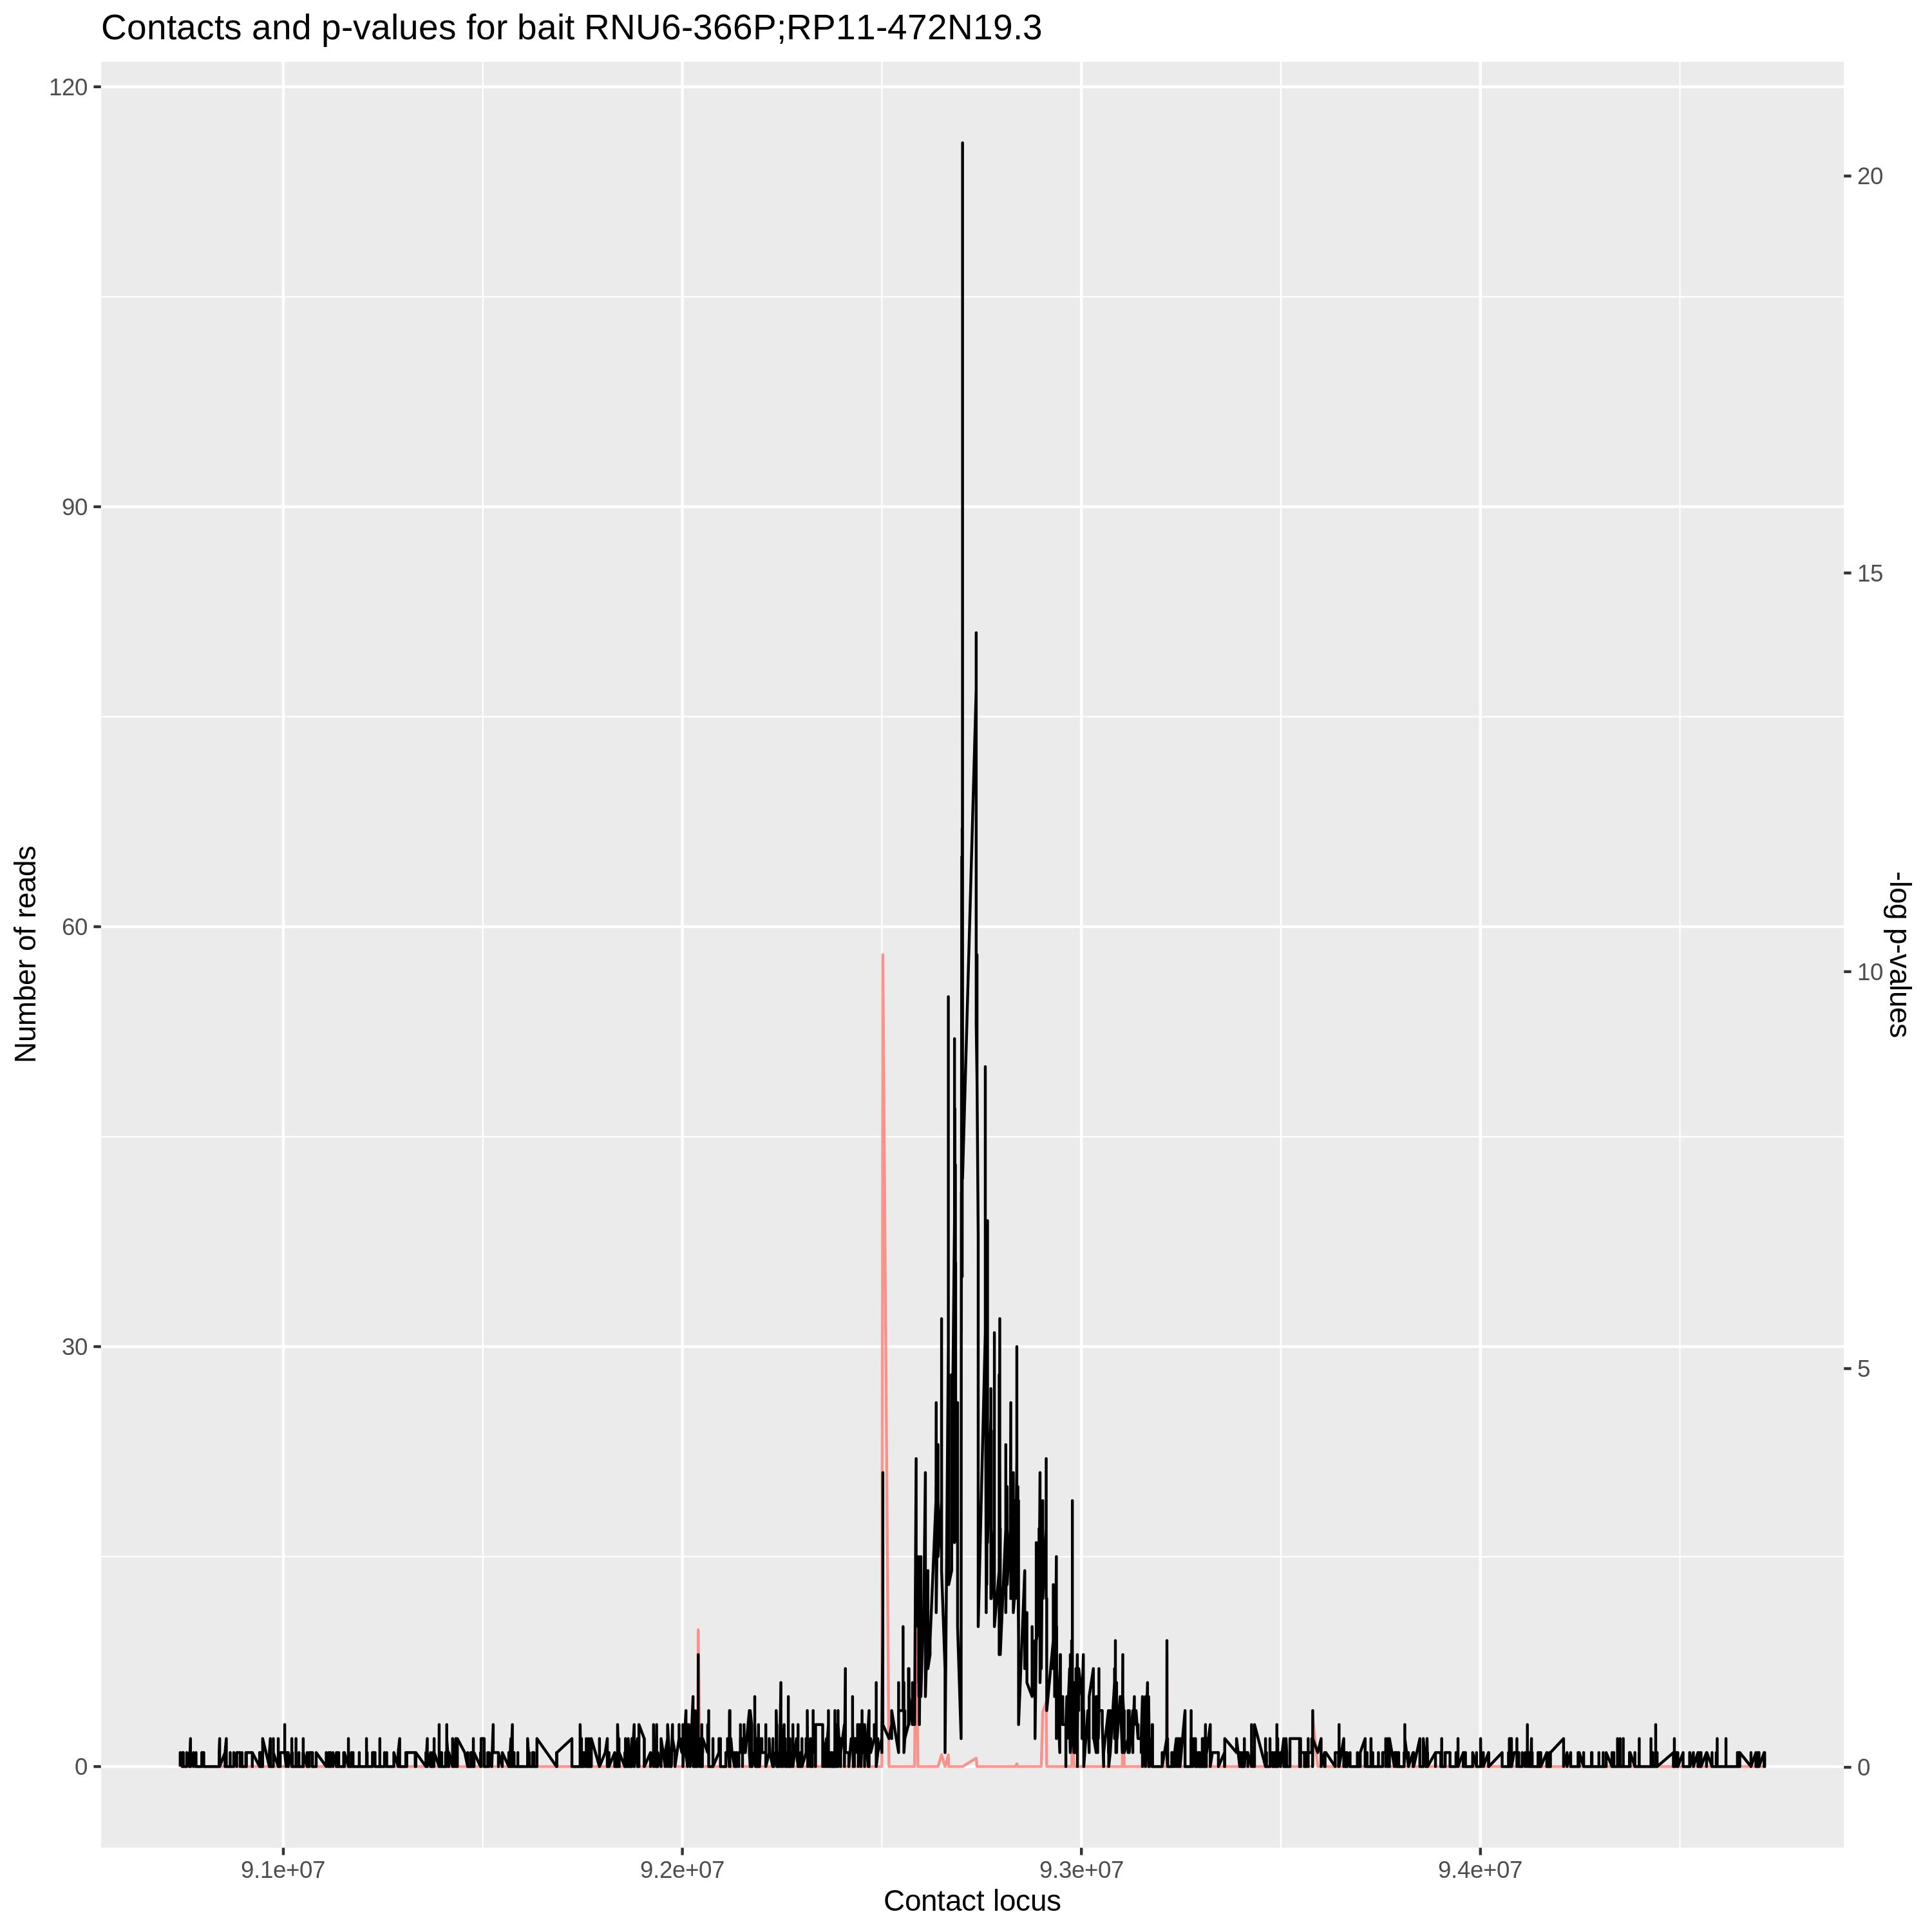 Contacts and p-values for bait RNU6-366P;RP11-472N19.3
120
90
60
30
0
Number of reads
20
15
10
5
0
-log p-values
9.1e+07 9.2e+07 9.3e+07 9.4e+07
Contact locus